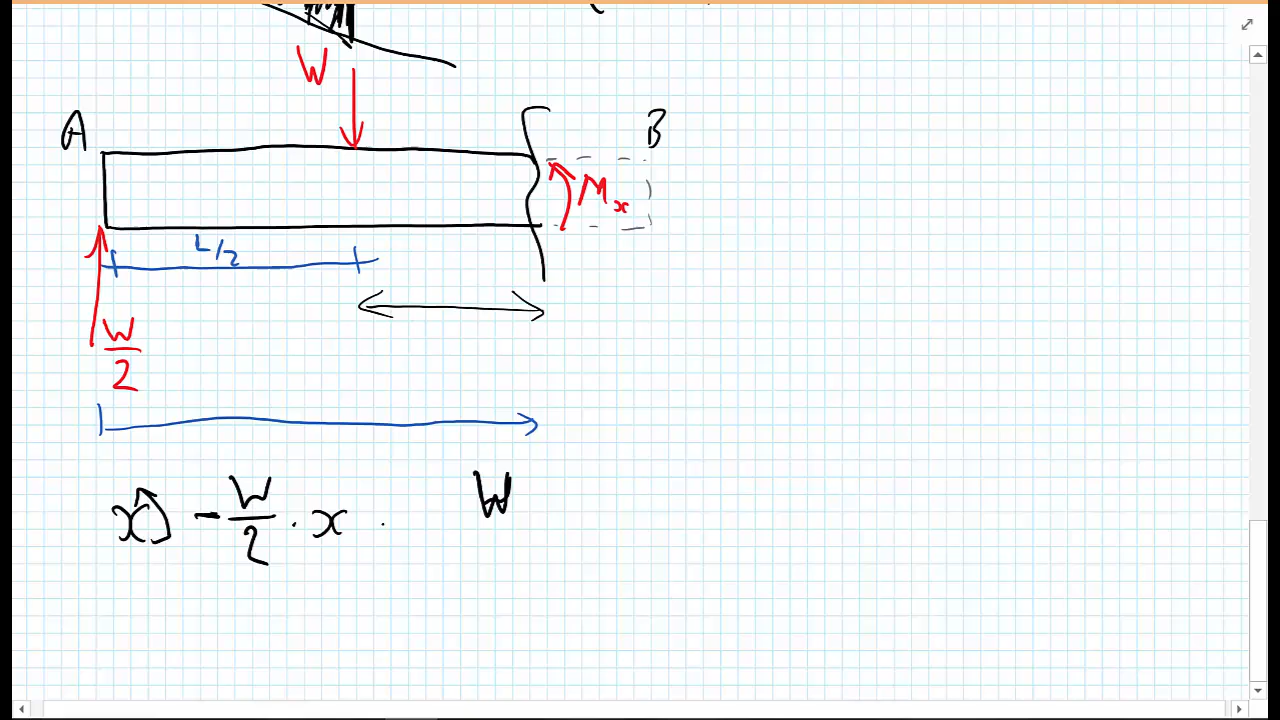 W
A
B
Mₓ
L/2
W/2
x - W/2 · x · W